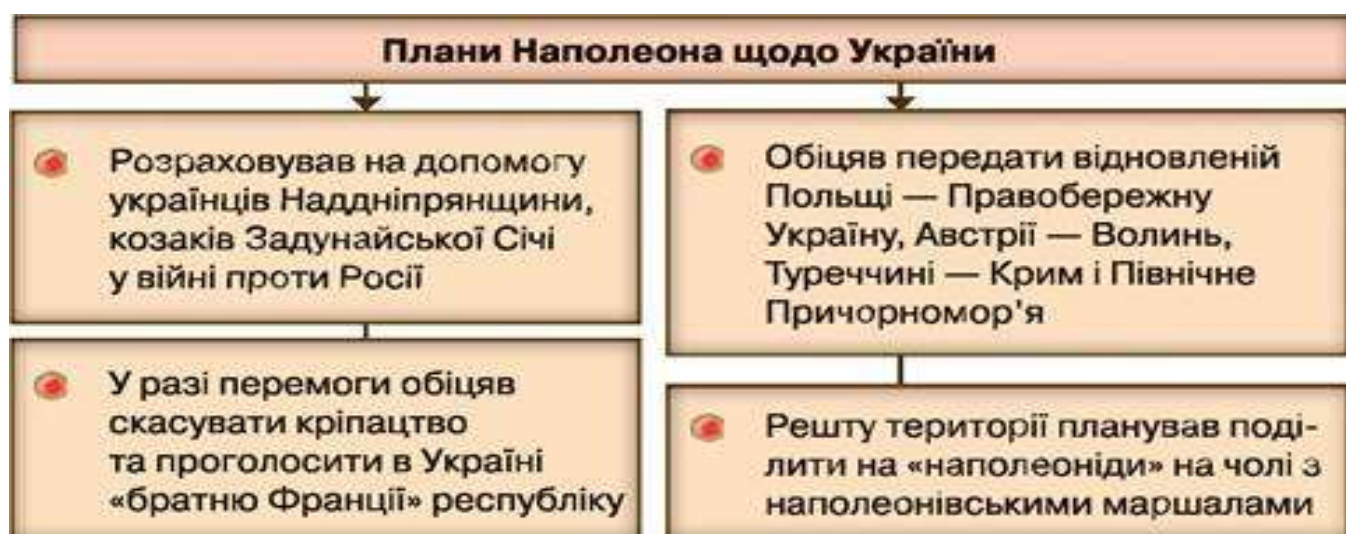 Плани Наполеона щодо України
Розраховував на допомогу
українців Наддніпрянщини,
козаків Задунайської Січі
у війні проти Росії
У разі перемоги обіцяв
скасувати кріпацтво
та проголосити в Україні
«братню Франції» республіку
Обіцяв передати відновленій
Польщі — Правобережну
Україну, Австрії — Волинь,
Туреччині — Крим і Північне
Причорномор'я
Решту території планував поді-
лити на «наполеоніди» на чолі з
наполеонівськими маршалами